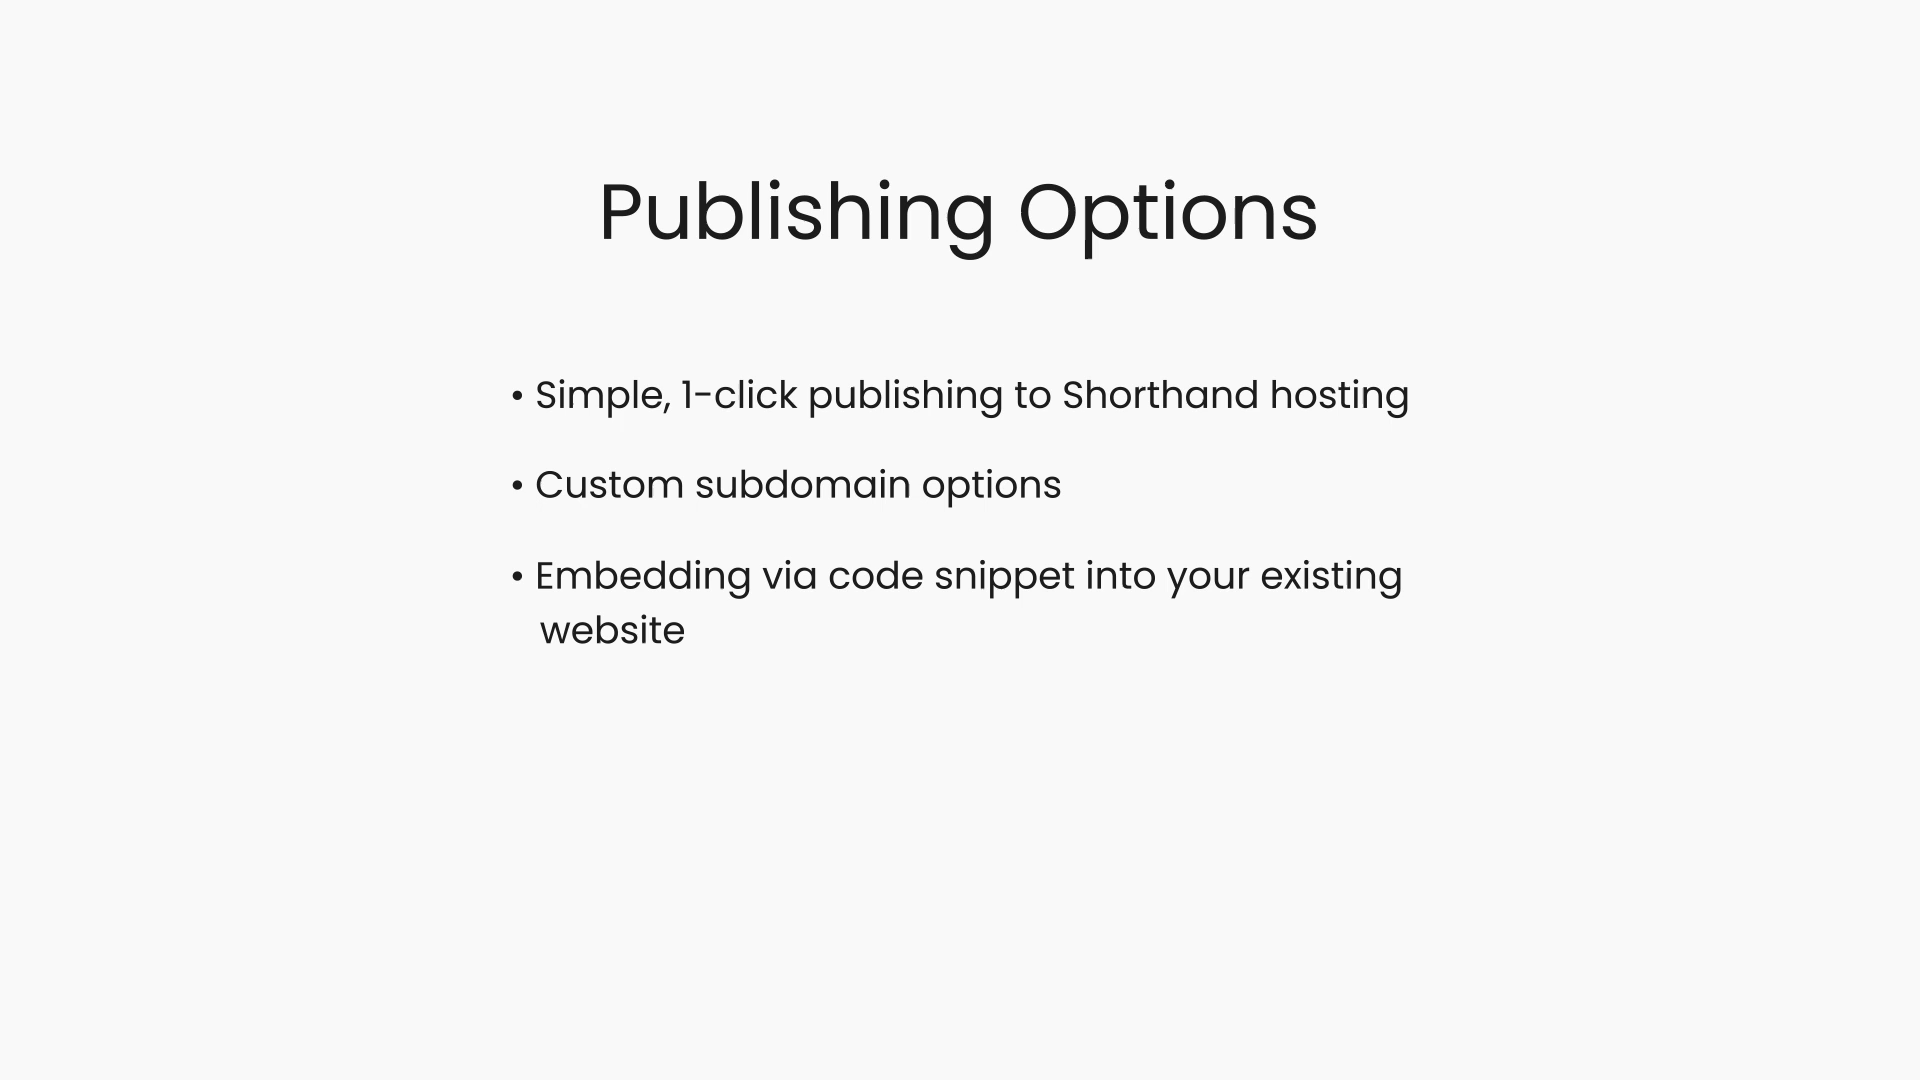 Publishing Options
• Simple, 1-click publishing to Shorthand hosting
• Custom subdomain options
• Embedding via code snippet into your existing
website